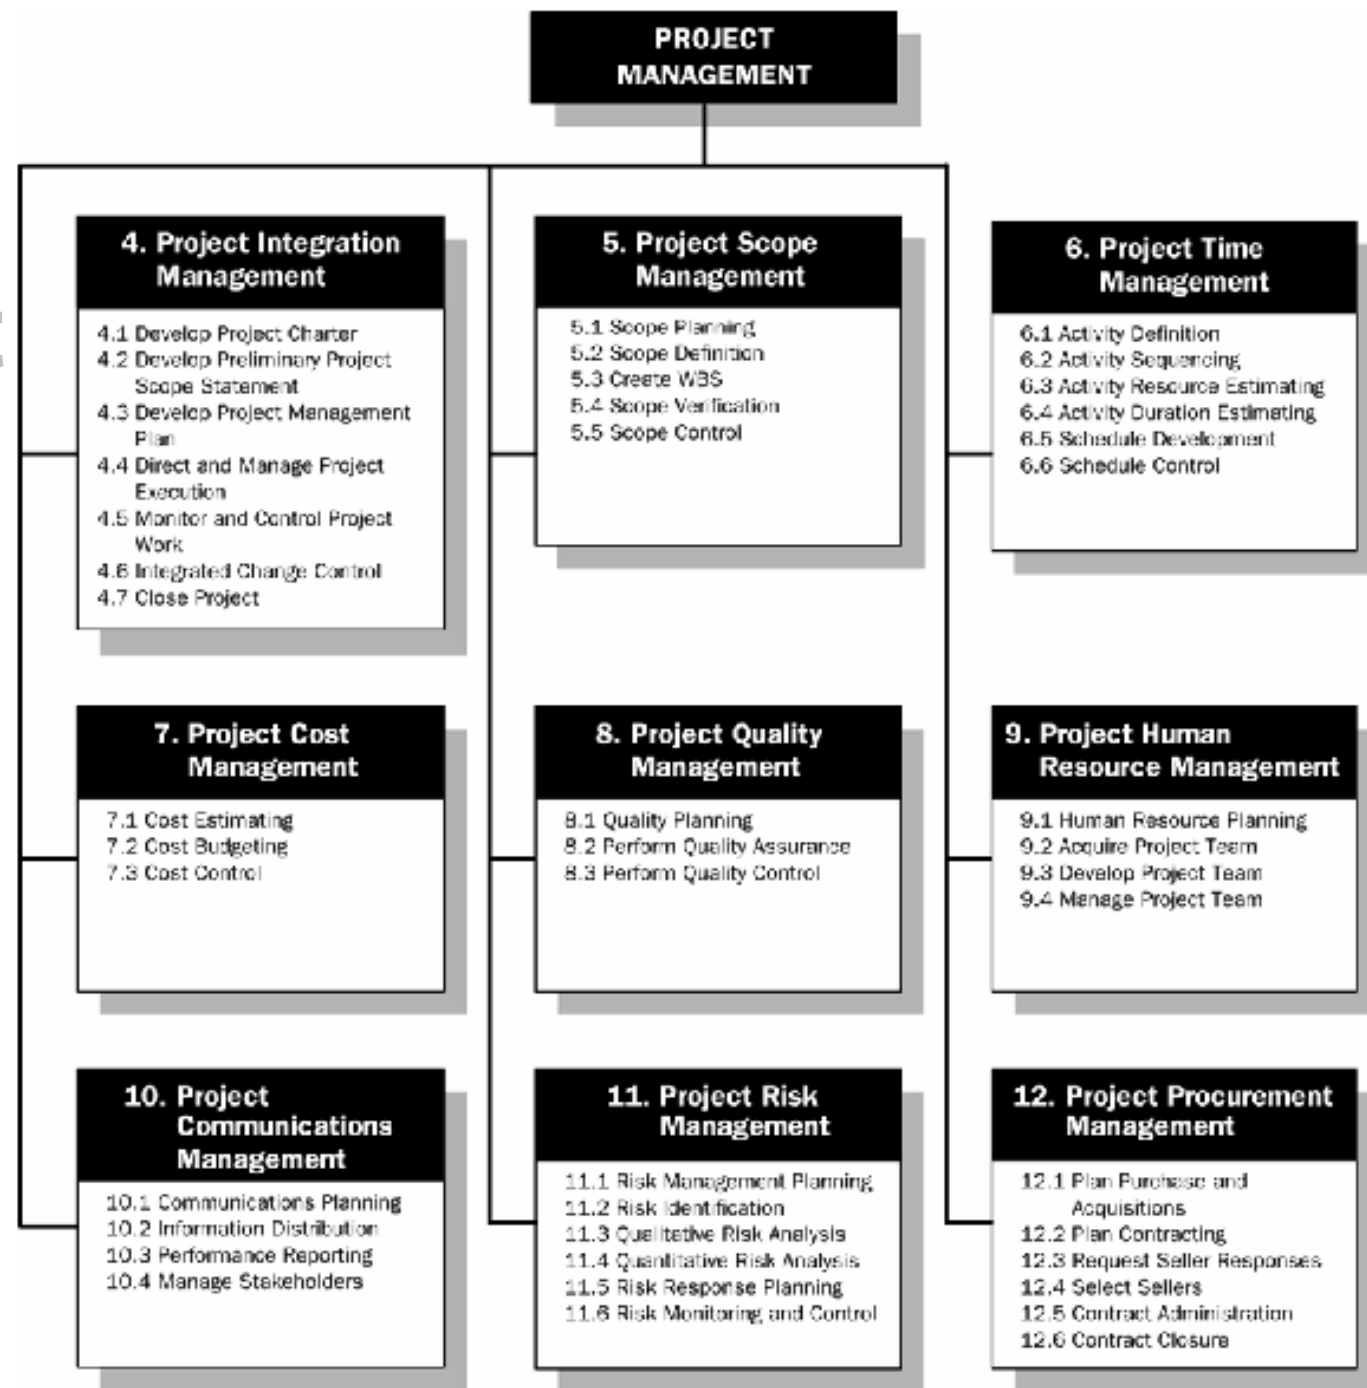 PROJECT
MANAGEMENT
4. Project Integration
Management
4.1 Develop Project Charter
4.2 Develop Preliminary Project
Scope Statement
4.3 Develop Project Management
Plan
4.4 Direct and Manage Project
Execution
4.5 Monitor and Control Project
Work
4.6 Integrated Change Control
4.7 Close Project
5. Project Scope
Management
5.1 Scope Planning
5.2 Scope Definition
5.3 Create WBS
5.4 Scope Verification
5.5 Scope Control
6. Project Time
Management
6.1 Activity Definition
6.2 Activity Sequencing
6.3 Activity Resource Estimating
6.4 Activity Duration Estimating
6.5 Schedule Development
6.6 Schedule Control
7. Project Cost
Management
7.1 Cost Estimating
7.2 Cost Budgeting
7.3 Cost Control
8. Project Quality
Management
8.1 Quality Planning
8.2 Perform Quality Assurance
8.3 Perform Quality Control
9. Project Human
Resource Management
9.1 Human Resource Planning
9.2 Acquire Project Team
9.3 Develop Project Team
9.4 Manage Project Team
10. Project
Communications
Management
10.1 Communications Planning
10.2 Information Distribution
10.3 Performance Reporting
10.4 Manage Stakeholders
11. Project Risk
Management
11.1 Risk Management Planning
11.2 Risk Identification
11.3 Qualitative Risk Analysis
11.4 Quantitative Risk Analysis
11.5 Risk Response Planning
11.6 Risk Monitoring and Control
12. Project Procurement
Management
12.1 Plan Purchase and
Acquisitions
12.2 Plan Contracting
12.3 Request Seller Responses
12.4 Select Sellers
12.5 Contract Administration
12.6 Contract Closure